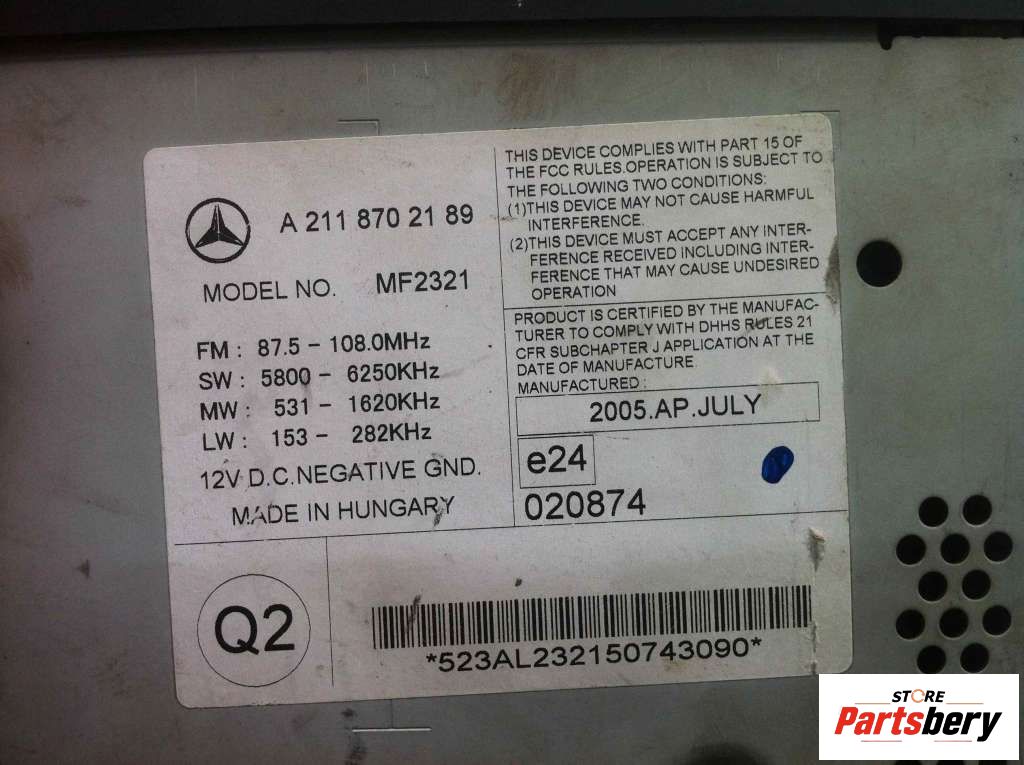 A 211 870 2189
MODEL NO. MF2321
FM : 87.5 - 108.0MHz
SW : 5800 - 6250KHz
MW : 531 - 1620KHz
LW : 153 - 282KHz
12V D.C.NEGATIVE GND.
MADE IN HUNGARY
THIS DEVICE COMPLIES WITH PART 15 OF
THE FCC RULES.OPERATION IS SUBJECT TO
THE FOLLOWING TWO CONDITIONS:
(1)THIS DEVICE MAY NOT CAUSE HARMFUL
INTERFERENCE.
(2)THIS DEVICE MUST ACCEPT ANY INTER-
FERENCE RECEIVED INCLUDING INTER-
FERENCE THAT MAY CAUSE UNDESIRED
OPERATION
PRODUCT IS CERTIFIED BY THE MANUFAC-
TURER TO COMPLY WITH DHHS RULES 21
CFR SUBCHAPTER J APPLICATION AT THE
DATE OF MANUFACTURE.
MANUFACTURED :
2005.AP.JULY
e24
020874
Q2
*523AL232150743090*
STORE
Partsbery